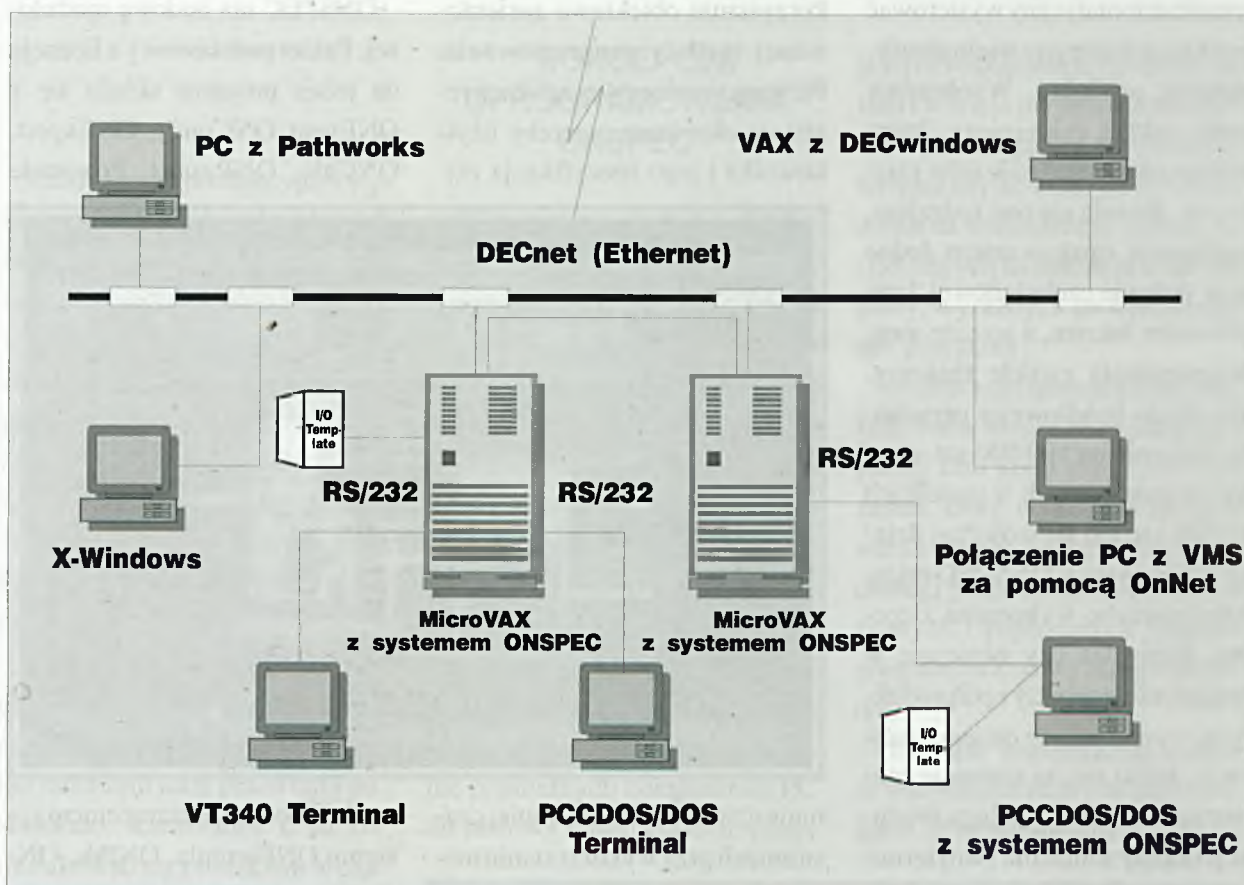 PC z Pathworks
VAX z DECwindows
DECnet (Ethernet)
I/O
Temp-
late
RS/232
RS/232
RS/232
X-Windows
Połączenie PC z VMS
za pomocą OnNet
MicroVAX
z systemem ONSPEC
MicroVAX
z systemem ONSPEC
I/O
Temp
late
VT340 Terminal
PCCDOS/DOS
Terminal
PCCDOS/DOS
z systemem ONSPEC